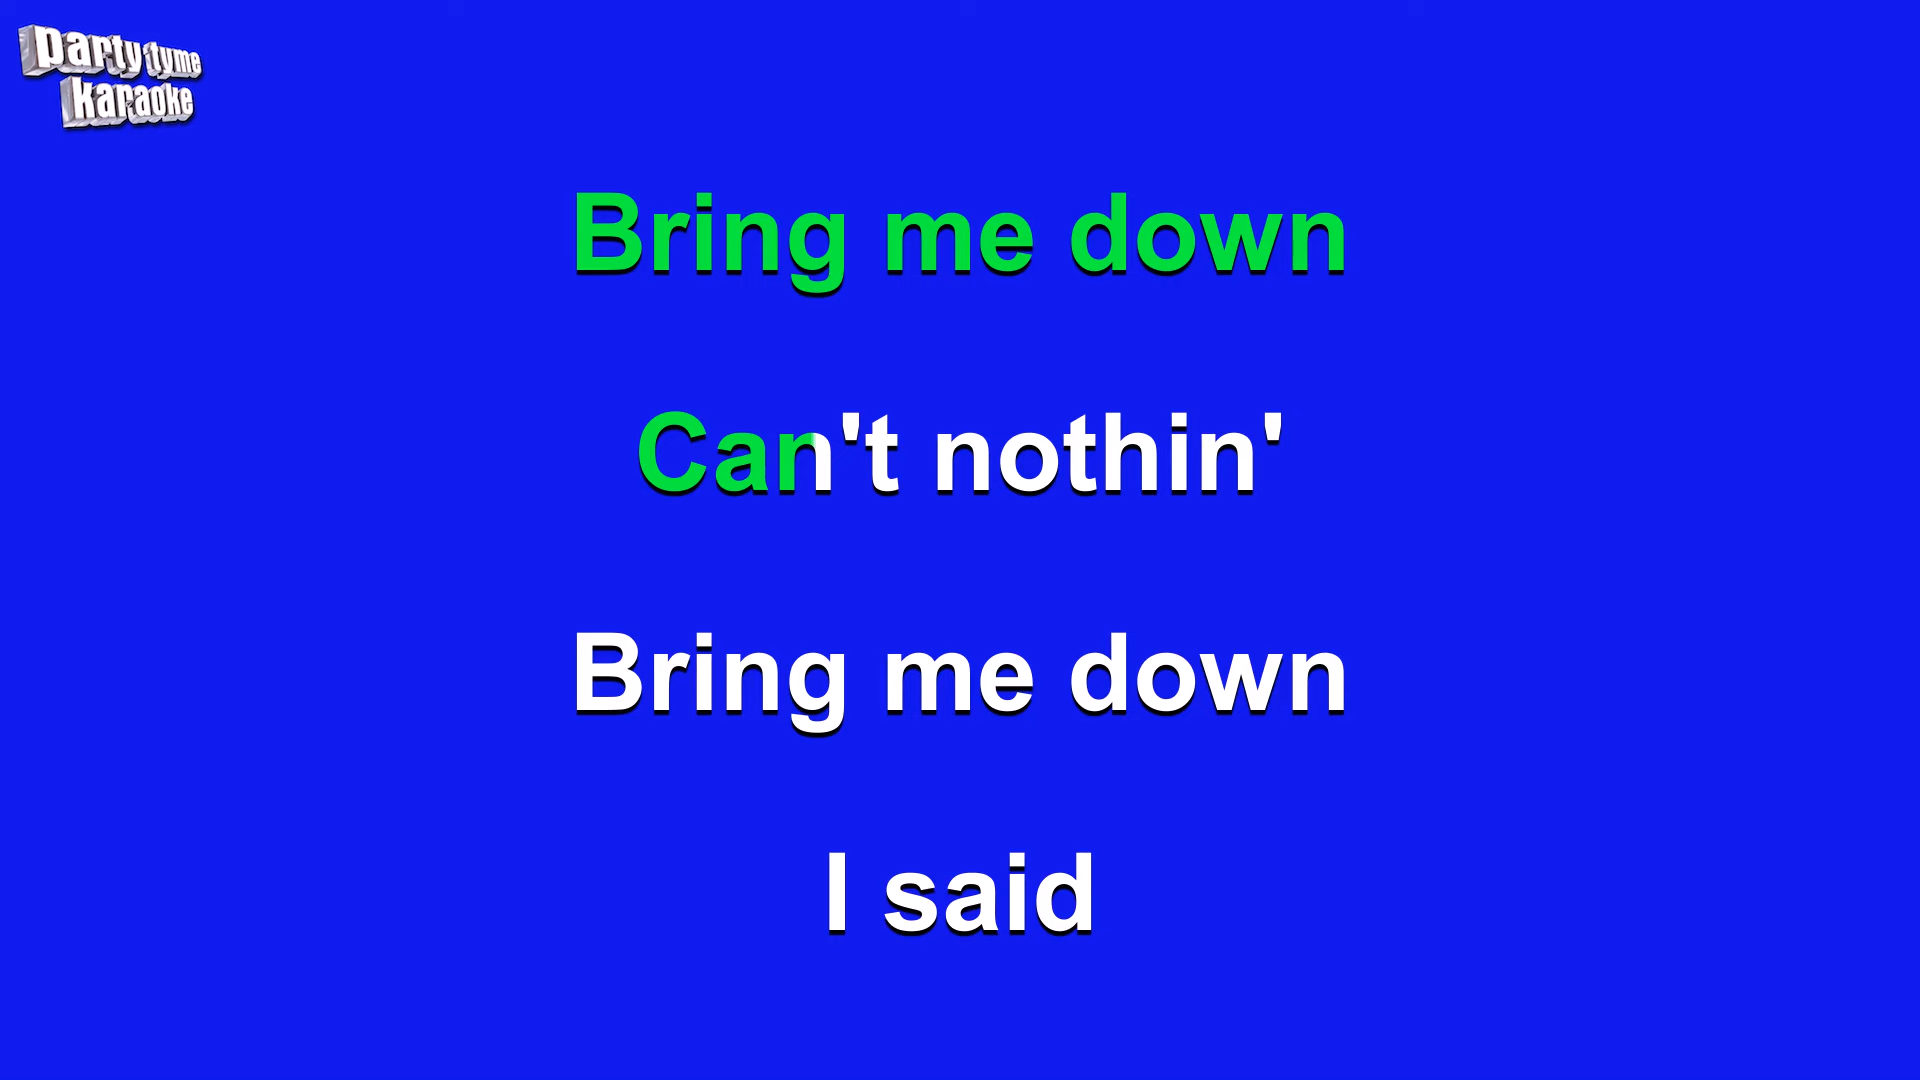 party tyme
karaoke
Bring me down
Can't nothin'
Bring me down
I said